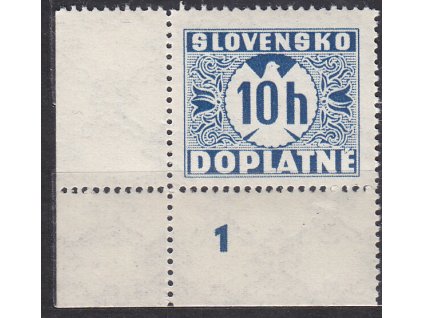 SLOVENSKO
10h
DOPLATNÉ
1